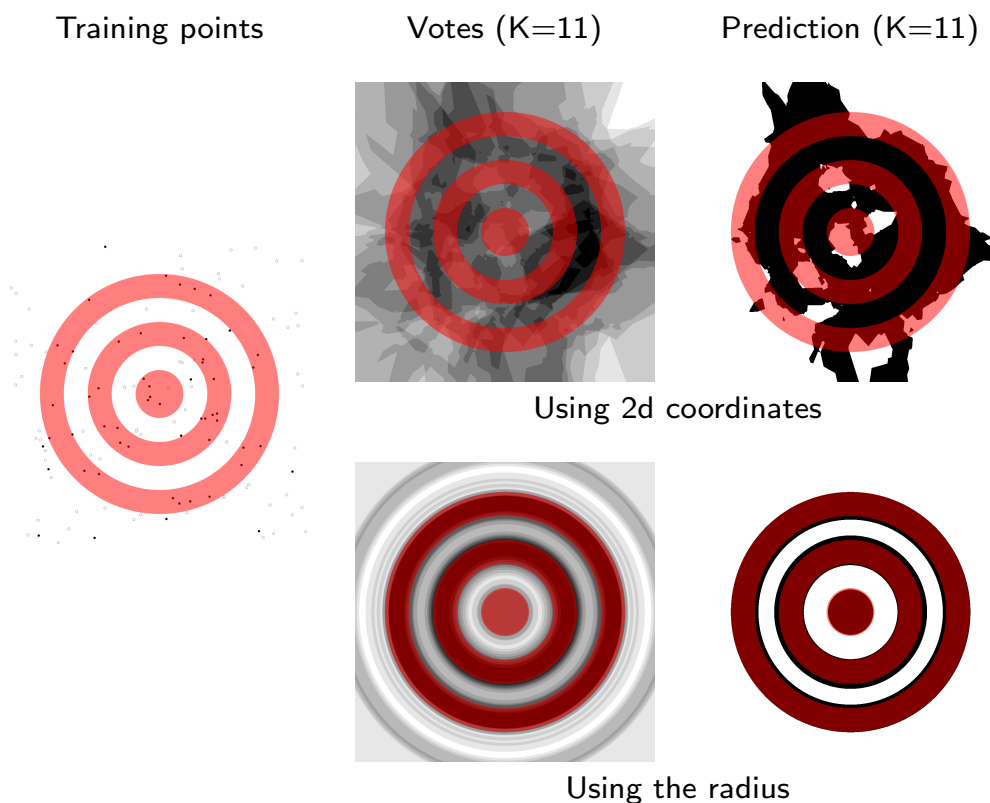 Training points
Votes (K=11)
Prediction (K=11)
Using 2d coordinates
Using the radius